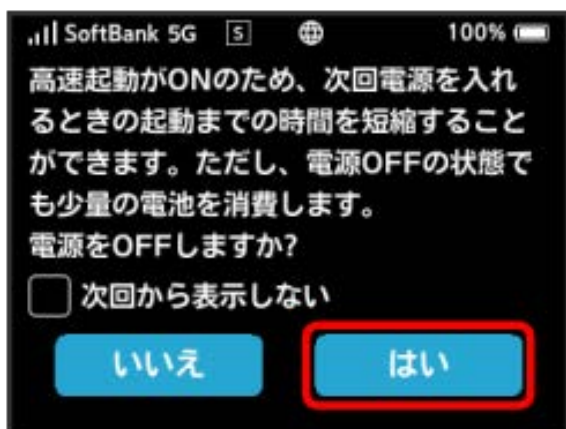 SoftBank 5G S 100%
高速起動がONのため、次回電源を入れ
るときの起動までの時間を短縮すること
ができます。ただし、電源OFFの状態で
も少量の電池を消費します。
電源をOFFしますか?
次回から表示しない
いいえ はい